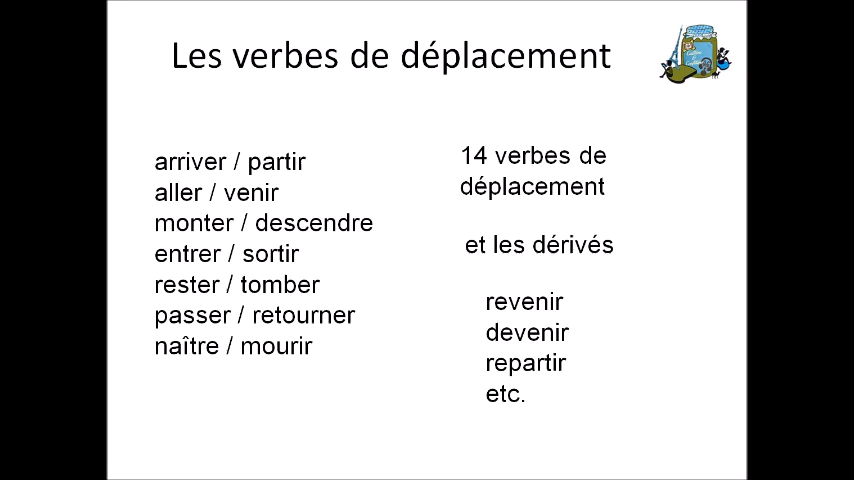 Les verbes de déplacement
arriver / partir
aller / venir
monter / descendre
entrer / sortir
rester / tomber
passer / retourner
naître / mourir
14 verbes de
déplacement
et les dérivés
revenir
devenir
repartir
etc.